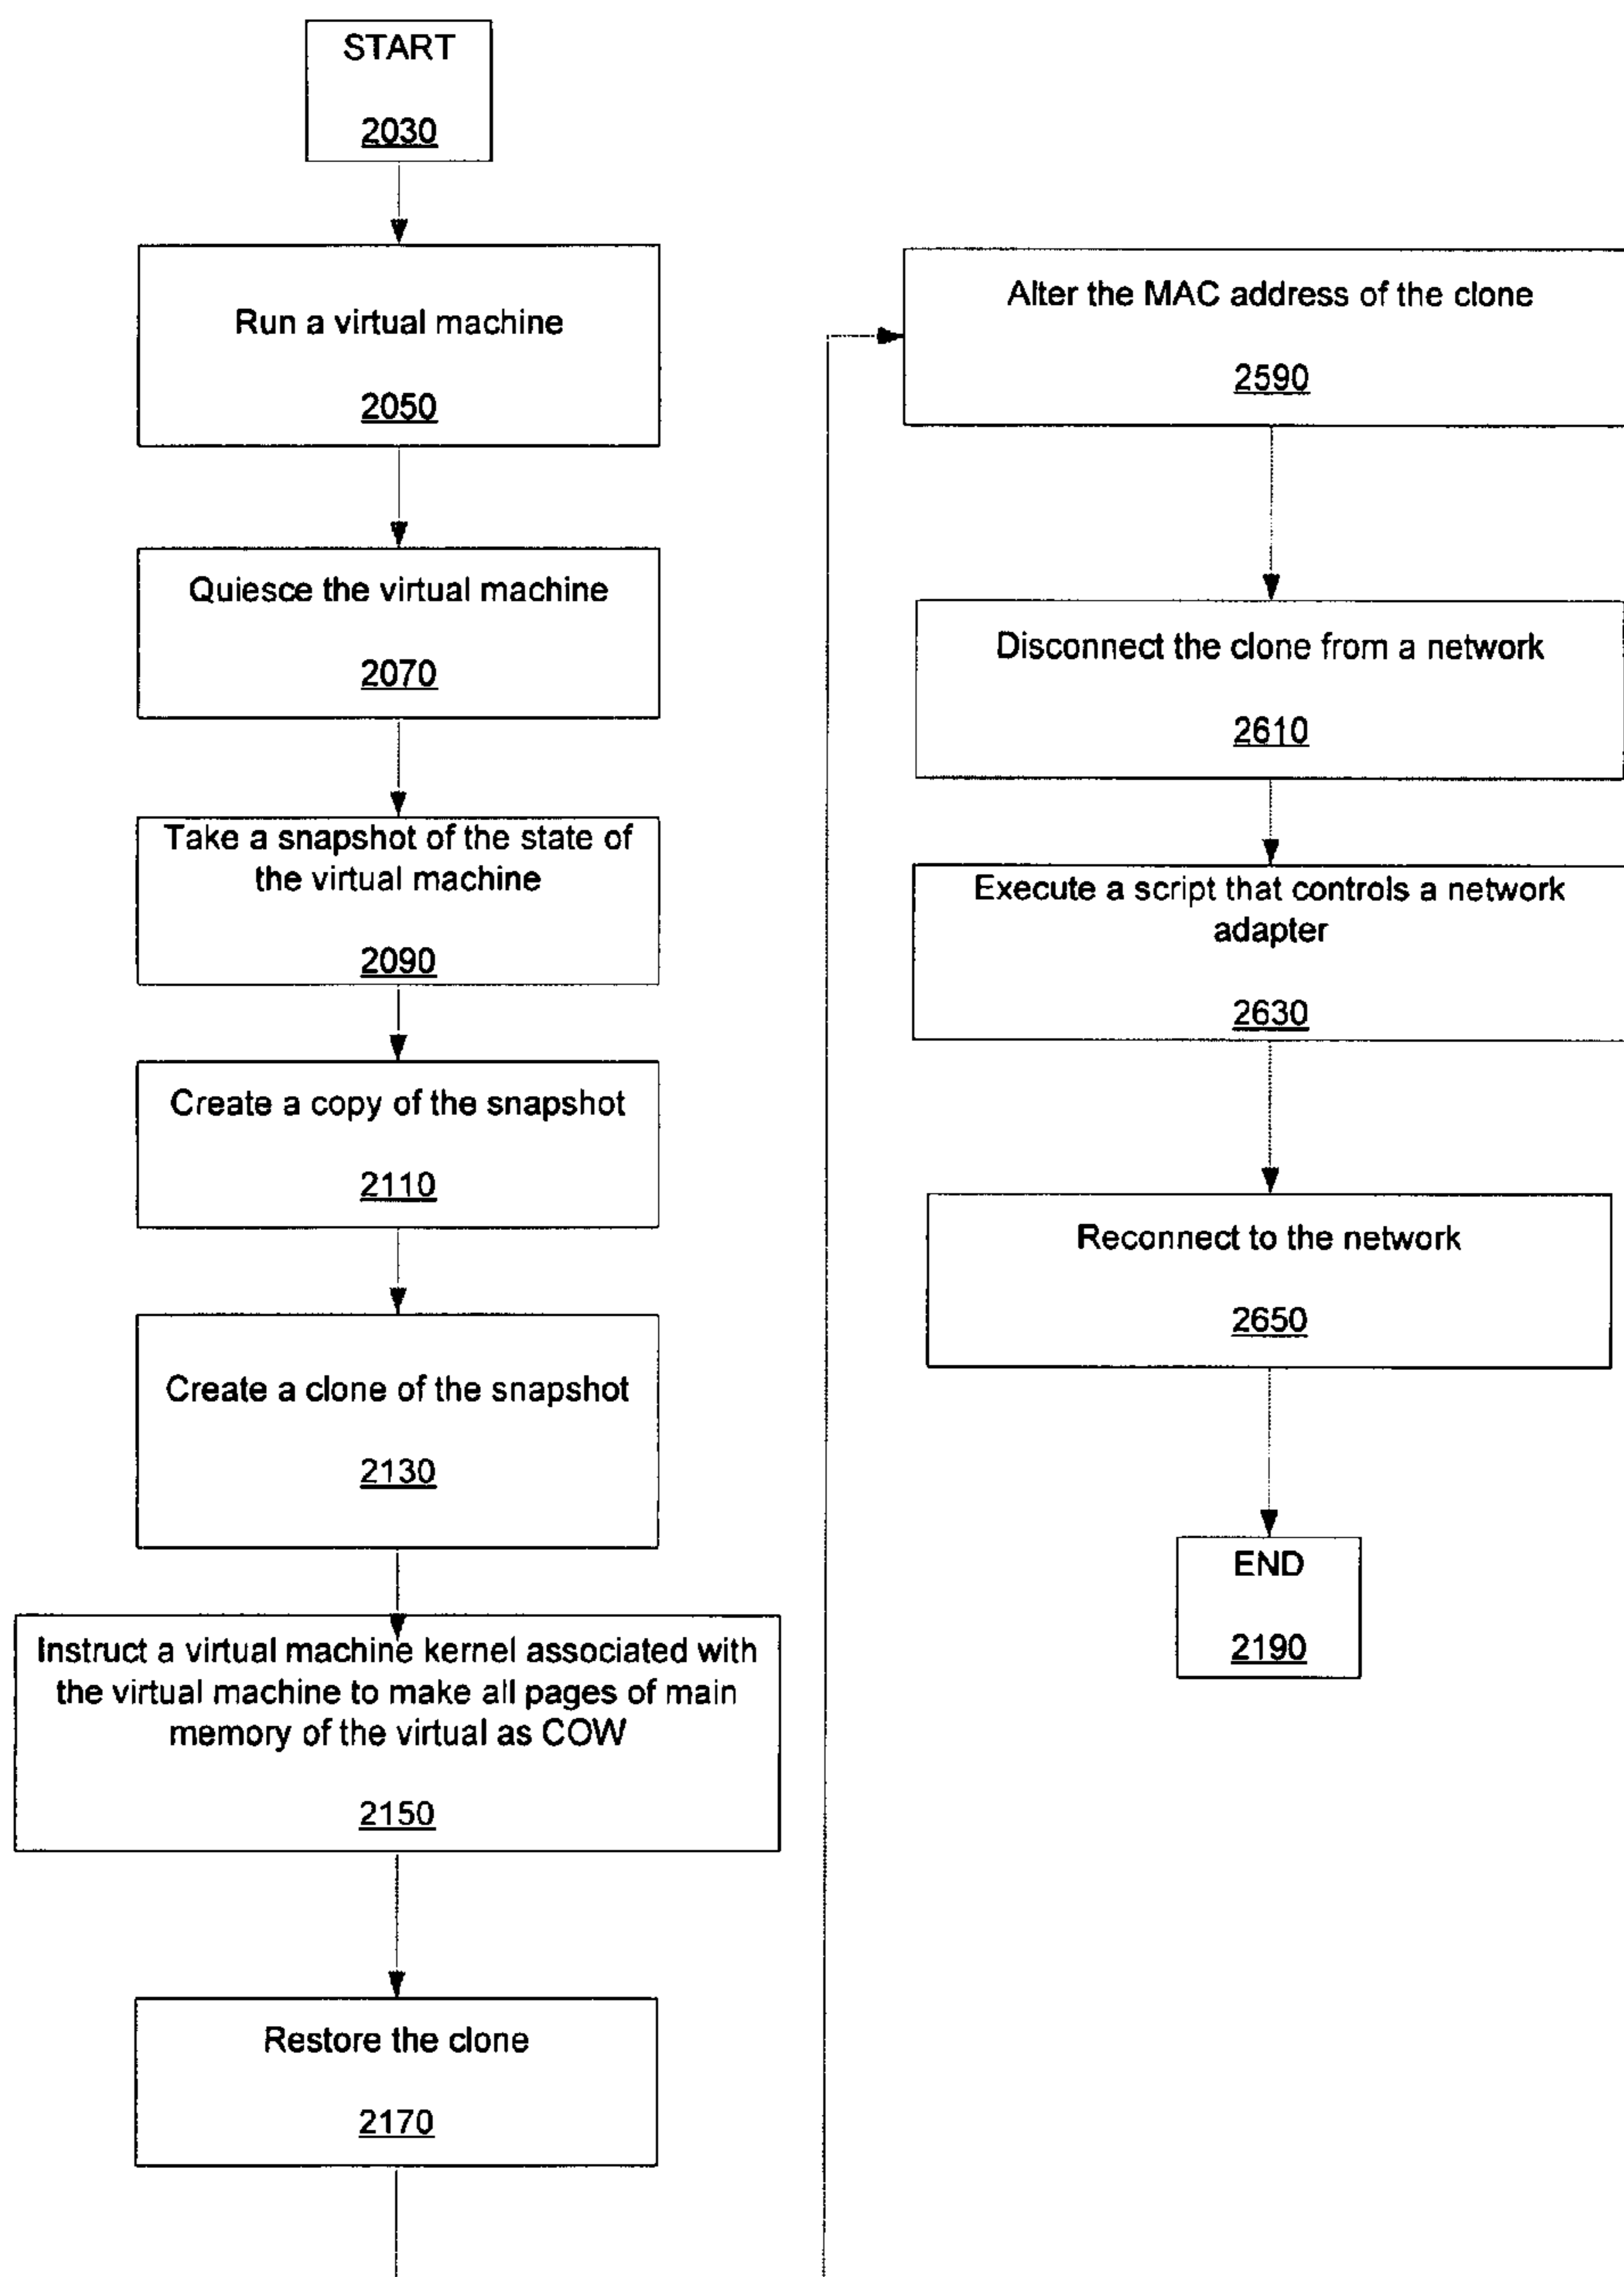 START
2030
Run a virtual machine
2050
Quiesce the virtual machine
2070
Take a snapshot of the state of
the virtual machine
2090
Create a copy of the snapshot
2110
Create a clone of the snapshot
2130
Instruct a virtual machine kernel associated with
the virtual machine to make all pages of main
memory of the virtual as COW
2150
Restore the clone
2170
Alter the MAC address of the clone
2590
Disconnect the clone from a network
2610
Execute a script that controls a network
adapter
2630
Reconnect to the network
2650
END
2190